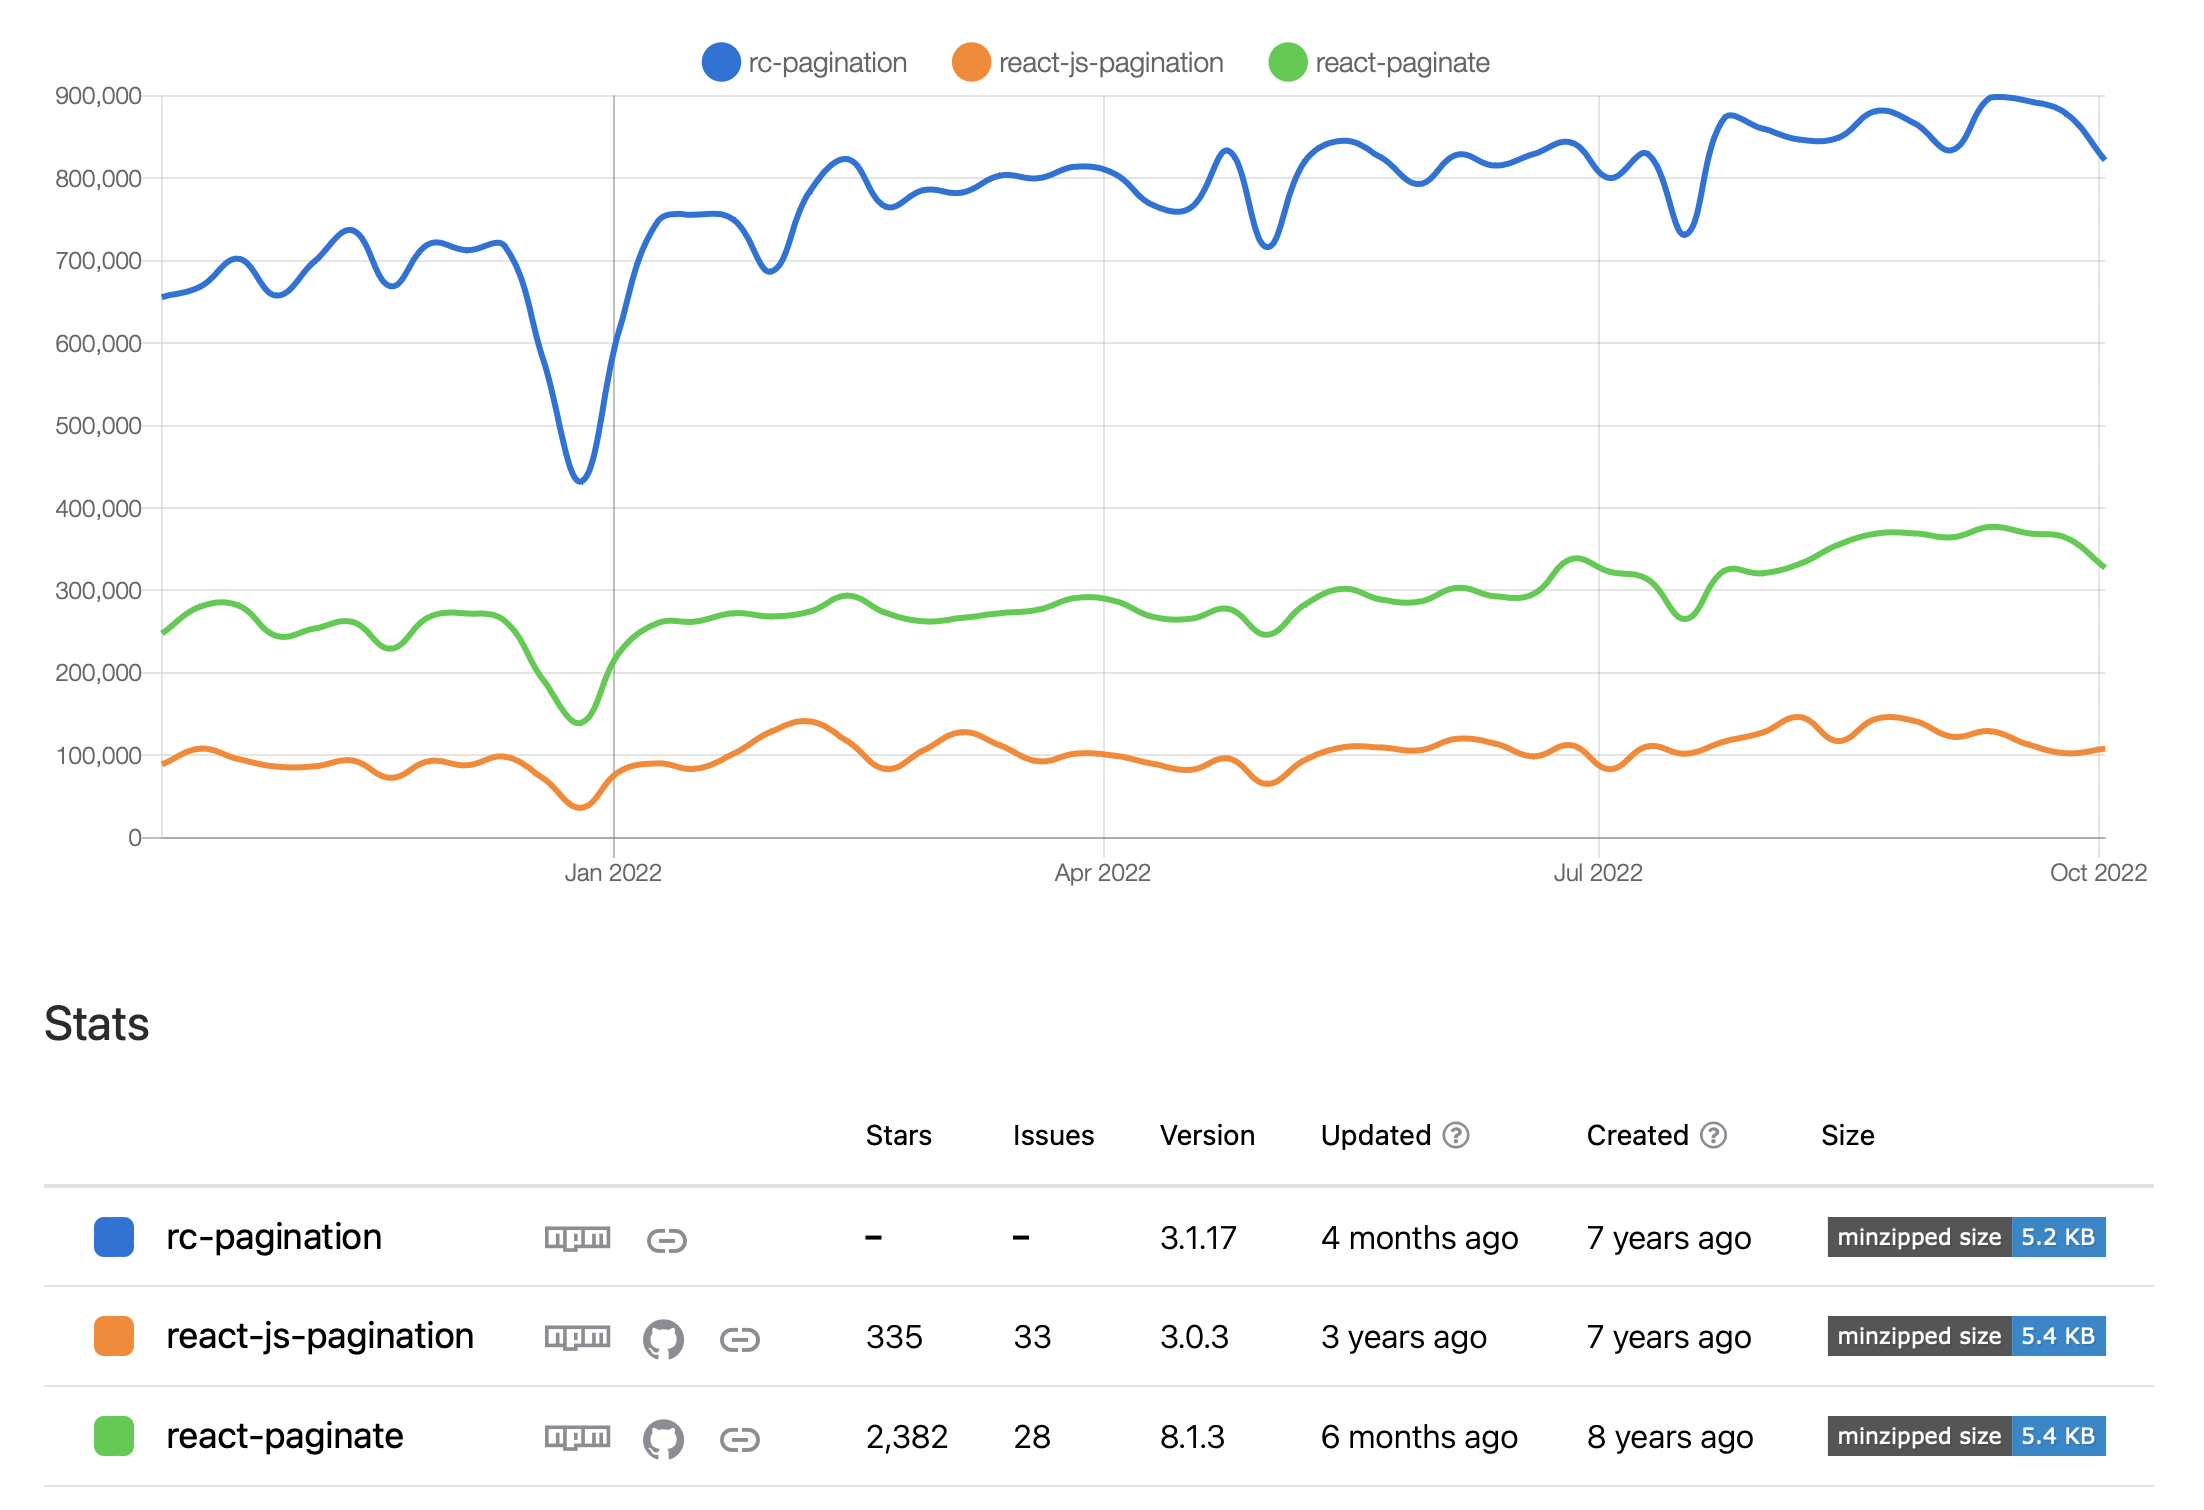 rc-pagination react-js-pagination react-paginate
900,000
800,000
700,000
600,000
500,000
400,000
300,000
200,000
100,000
0
Jan 2022 Apr 2022 Jul 2022 Oct 2022
Stats
Stars Issues Version Updated ? Created ? Size
rc-pagination npm – – 3.1.17 4 months ago 7 years ago minzipped size 5.2 KB
react-js-pagination npm 335 33 3.0.3 3 years ago 7 years ago minzipped size 5.4 KB
react-paginate npm 2,382 28 8.1.3 6 months ago 8 years ago minzipped size 5.4 KB